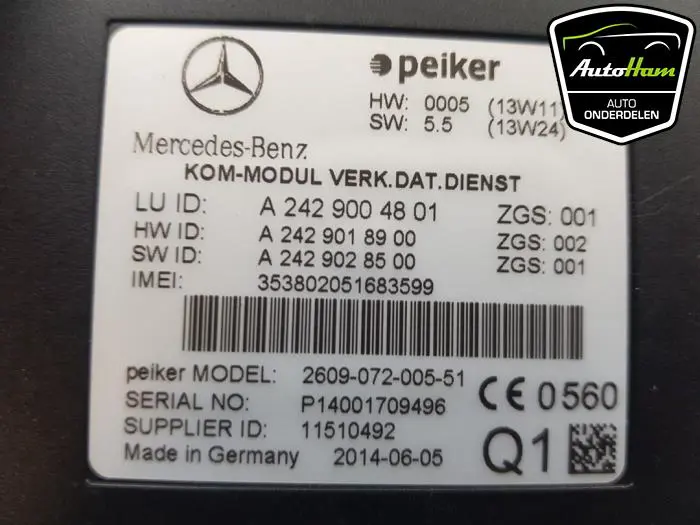 AutoHam
AUTO
ONDERDELEN
peiker
HW: 0005 (13W11)
SW: 5.5 (13W24)
Mercedes-Benz
KOM-MODUL VERK.DAT.DIENST
LU ID: A 242 900 48 01 ZGS: 001
HW ID: A 242 901 89 00 ZGS: 002
SW ID: A 242 902 85 00 ZGS: 001
IMEI: 353802051683599
peiker MODEL: 2609-072-005-51
SERIAL NO: P14001709496
SUPPLIER ID: 11510492
Made in Germany 2014-06-05
CE 0560
Q1